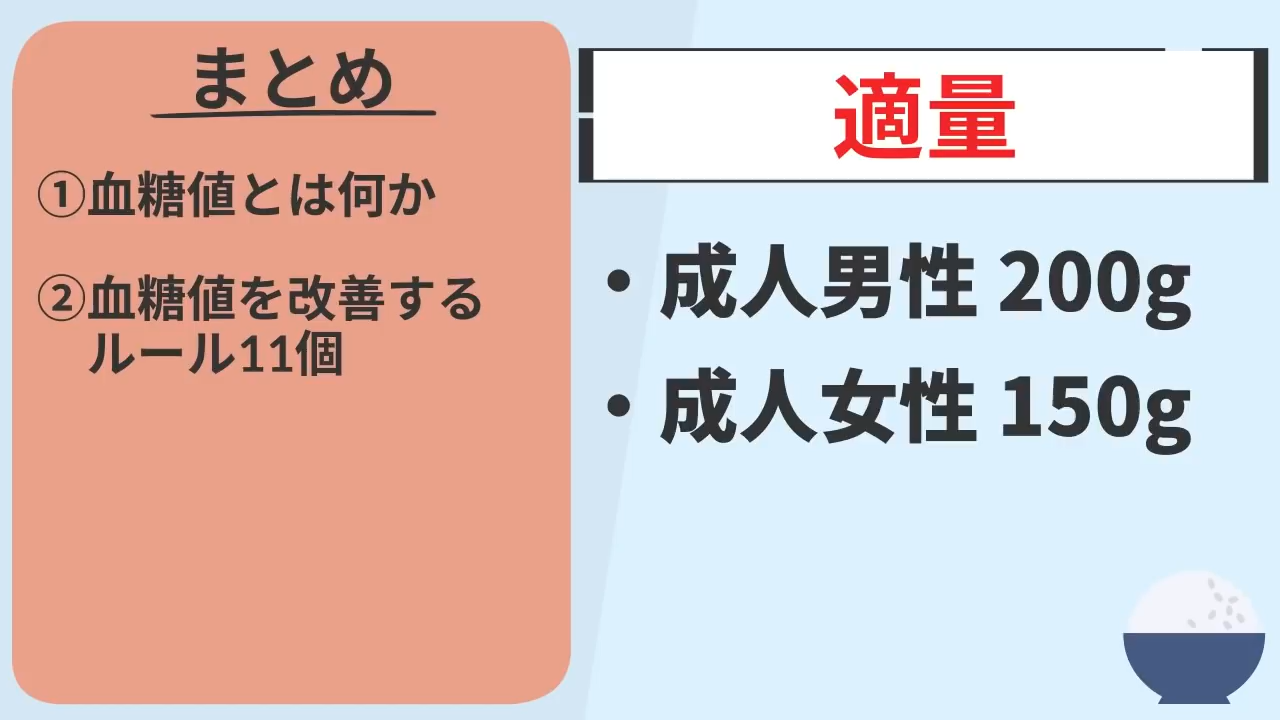 まとめ
①血糖値とは何か
②血糖値を改善する
ルール11個
適量
・成人男性 200g
・成人女性 150g